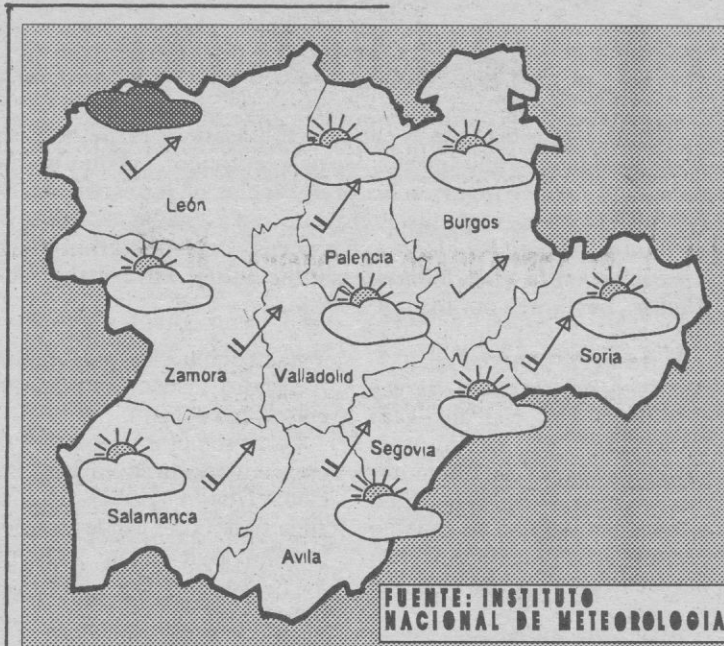 León
Burgos
Palencia
Soria
Zamora
Valladolid
Segovia
Salamanca
Avila
FUENTE: INSTITUTO
NACIONAL DE METEOROLOGIA